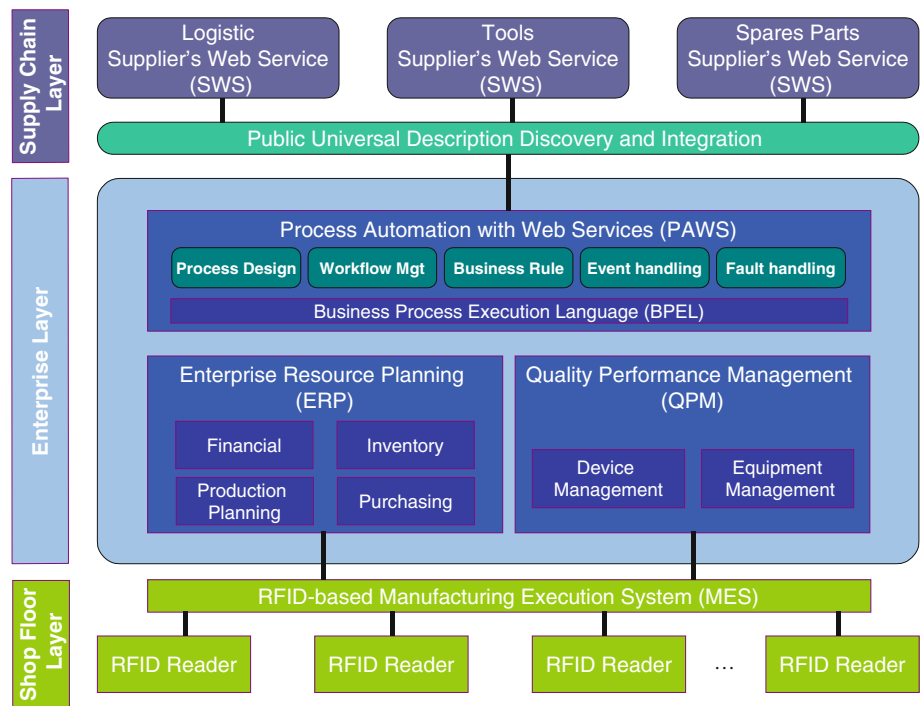 Supply Chain
Layer
Logistic
Supplier's Web Service
(SWS)
Tools
Supplier's Web Service
(SWS)
Spares Parts
Supplier's Web Service
(SWS)
Public Universal Description Discovery and Integration
Enterprise Layer
Process Automation with Web Services (PAWS)
Process Design
Workflow Mgt
Business Rule
Event handling
Fault handling
Business Process Execution Language (BPEL)
Enterprise Resource Planning
(ERP)
Financial
Inventory
Production
Planning
Purchasing
Quality Performance Management
(QPM)
Device
Management
Equipment
Management
Shop Floor
Layer
RFID-based Manufacturing Execution System (MES)
RFID Reader
RFID Reader
RFID Reader
...
RFID Reader